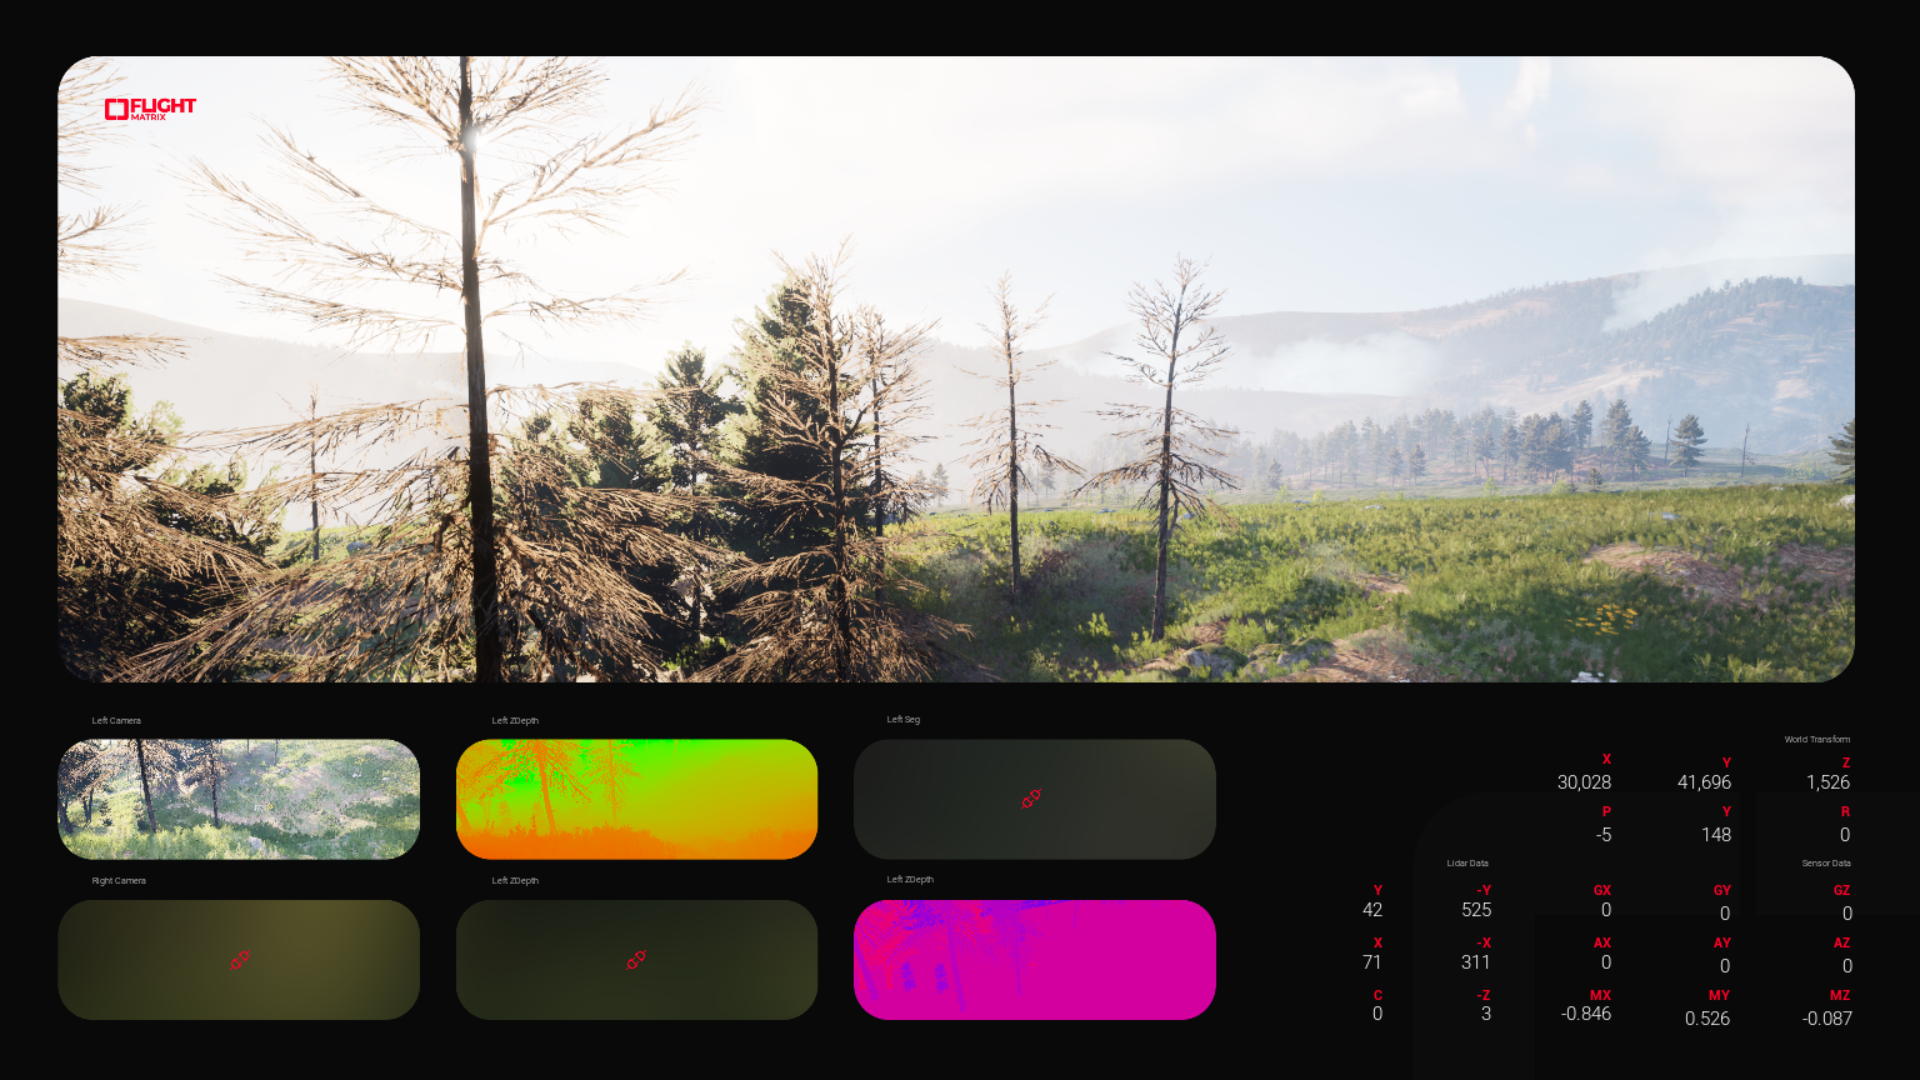 FLIGHT
MATRIX
Left Camera
Left ZDepth
Left Seg
Right Camera
Left ZDepth
Left ZDepth
World Transform
X Y Z
30,028 41,696 1,526
P Y R
-5 148 0
Lidar Data Sensor Data
Y -Y GX GY GZ
42 525 0 0 0
X -X AX AY AZ
71 311 0 0 0
C -Z MX MY MZ
0 3 -0.846 0.526 -0.087